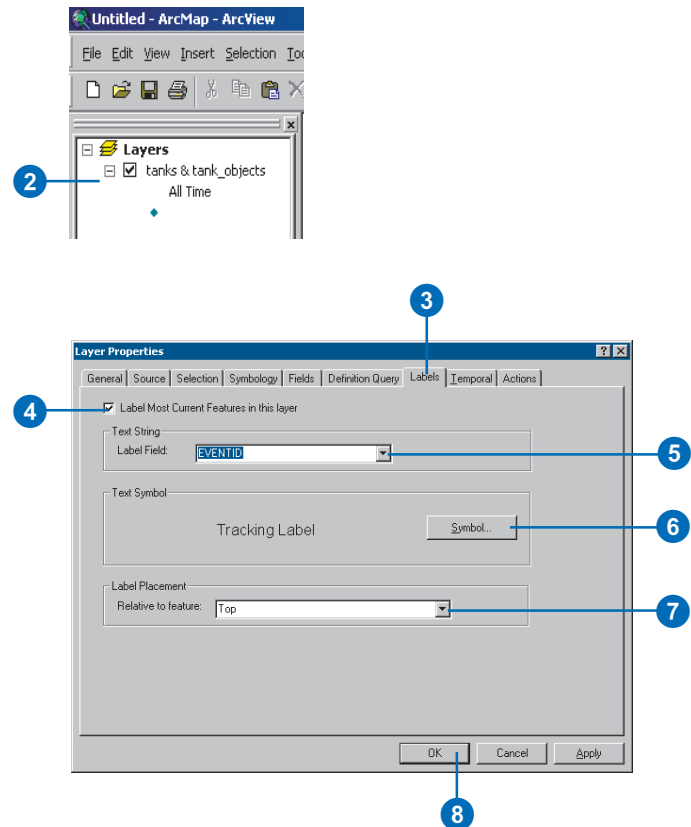 Untitled - ArcMap - ArcView
File Edit View Insert Selection
Layers
2
tanks & tank_objects
All Time
3
Layer Properties
General Source Selection Symbology Fields Definition Query Labels Temporal Actions
4
Label Most Current Features in this layer
Text String
Label Field: EVENTID
5
Text Symbol
Tracking Label
Symbol...
6
Label Placement
Relative to feature: Top
7
OK Cancel Apply
8